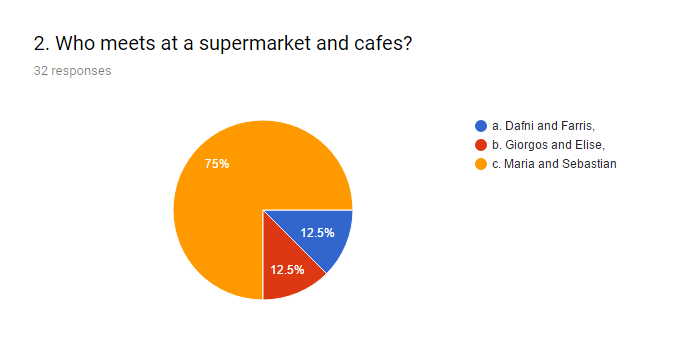 2. Who meets at a supermarket and cafes?
32 responses
75%
12.5%
12.5%
a. Dafni and Farris,
b. Giorgos and Elise,
c. Maria and Sebastian